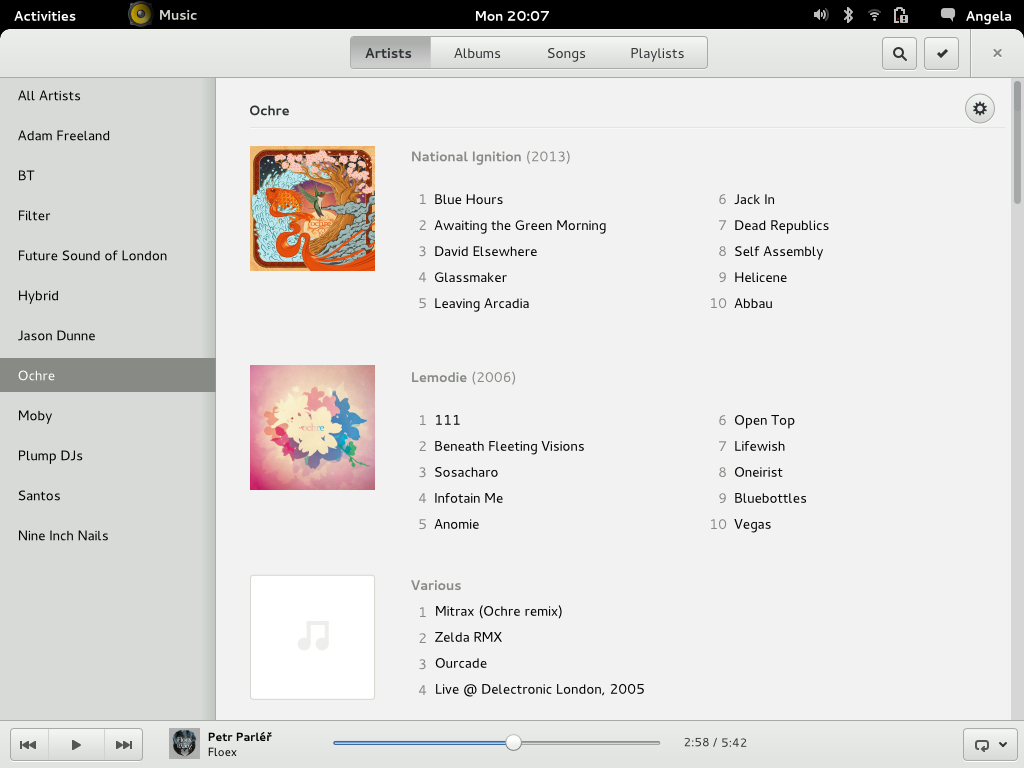 Activities Music Mon 20:07 Angela
Artists Albums Songs Playlists
All Artists
Adam Freeland
BT
Filter
Future Sound of London
Hybrid
Jason Dunne
Ochre
Moby
Plump DJs
Santos
Nine Inch Nails
Ochre
National Ignition (2013)
1 Blue Hours
2 Awaiting the Green Morning
3 David Elsewhere
4 Glassmaker
5 Leaving Arcadia
6 Jack In
7 Dead Republics
8 Self Assembly
9 Helicene
10 Abbau
ochre
Lemodie (2006)
1 111
2 Beneath Fleeting Visions
3 Sosacharo
4 Infotain Me
5 Anomie
6 Open Top
7 Lifewish
8 Oneirist
9 Bluebottles
10 Vegas
Various
1 Mitrax (Ochre remix)
2 Zelda RMX
3 Ourcade
4 Live @ Delectronic London, 2005
Petr Parléř
Floex
2:58 / 5:42